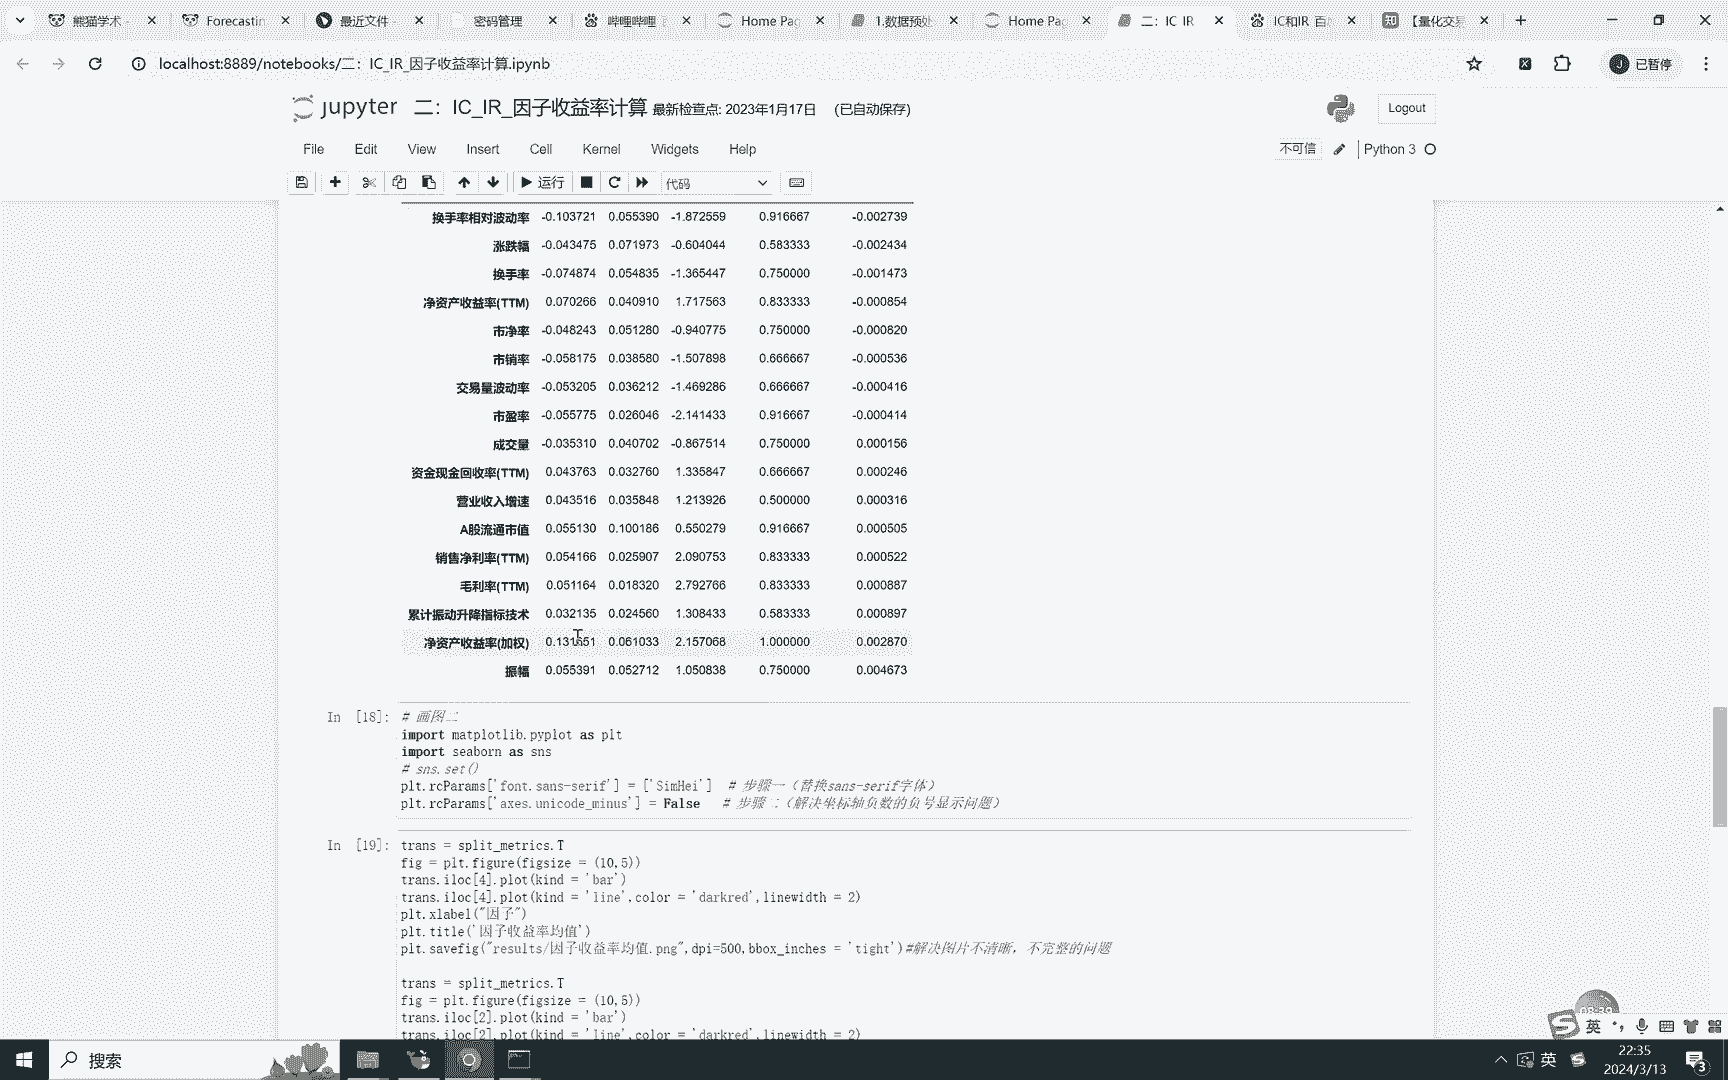 熊猫学术 -
Forecastin
最近文件 -
密码管理
哔哩哔哩
Home Pag
1.数据预处
Home Pag
二：IC_IR
IC和IR 百
【量化交易
localhost:8889/notebooks/二：IC_IR_因子收益率计算.ipynb
J 已暂停
jupyter 二：IC_IR_因子收益率计算 最新检查点: 2023年1月17日 (已自动保存)
Logout
File Edit View Insert Cell Kernel Widgets Help
不可信 Python 3
运行 代码
换手率相对波动率 -0.103721 0.055390 -1.872559 0.916667 -0.002739
涨跌幅 -0.043475 0.071973 -0.604044 0.583333 -0.002434
换手率 -0.074874 0.054835 -1.365447 0.750000 -0.001473
净资产收益率(TTM) 0.070266 0.040910 1.717563 0.833333 -0.000854
市净率 -0.048243 0.051280 -0.940775 0.750000 -0.000820
市销率 -0.058175 0.038580 -1.507898 0.666667 -0.000536
交易量波动率 -0.053205 0.036212 -1.469286 0.666667 -0.000416
市盈率 -0.055775 0.026046 -2.141433 0.916667 -0.000414
成交量 -0.035310 0.040702 -0.867514 0.750000 0.000156
资金现金回收率(TTM) 0.043763 0.032760 1.335847 0.666667 0.000246
营业收入增速 0.043516 0.035848 1.213926 0.500000 0.000316
A股流通市值 0.055130 0.100186 0.550279 0.916667 0.000505
销售净利率(TTM) 0.054166 0.025907 2.090753 0.833333 0.000522
毛利率(TTM) 0.051164 0.018320 2.792766 0.833333 0.000887
累计振动升降指标技术 0.032135 0.024560 1.308433 0.583333 0.000897
净资产收益率(加权) 0.061033 2.157068 1.000000 0.002870
振幅 0.055391 0.052712 1.050838 0.750000 0.004673
In [18]: # 画图二
import matplotlib.pyplot as plt
import seaborn as sns
# sns.set()
plt.rcParams['font.sans-serif'] = ['SimHei'] # 步骤一（替换sans-serif字体）
plt.rcParams['axes.unicode_minus'] = False # 步骤二（解决坐标轴负数的负号显示问题）
In [19]: trans = split_metrics.T
fig = plt.figure(figsize = (10,5))
trans.iloc[4].plot(kind = 'bar')
trans.iloc[4].plot(kind = 'line',color = 'darkred',linewidth = 2)
plt.xlabel("因子")
plt.title('因子收益率均值')
plt.savefig("results/因子收益率均值.png",dpi=500,bbox_inches = 'tight')#解决图片不清晰，不完整的问题
trans = split_metrics.T
fig = plt.figure(figsize = (10,5))
trans.iloc[2].plot(kind = 'bar')
trans.iloc[2].plot(kind = 'line',color = 'darkred',linewidth = 2)
英
搜索
英
22:35
2024/3/13
3